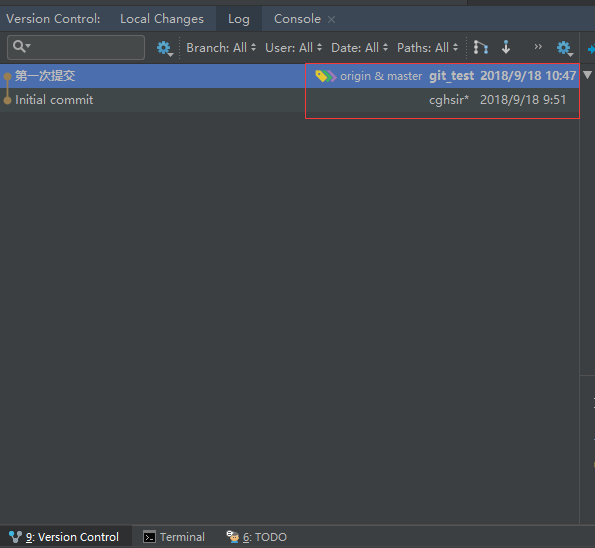 Version Control: Local Changes Log Console ×
Branch: All User: All Date: All Paths: All »
第一次提交 origin & master git_test 2018/9/18 10:47
Initial commit cghsir* 2018/9/18 9:51
9: Version Control Terminal 6: TODO